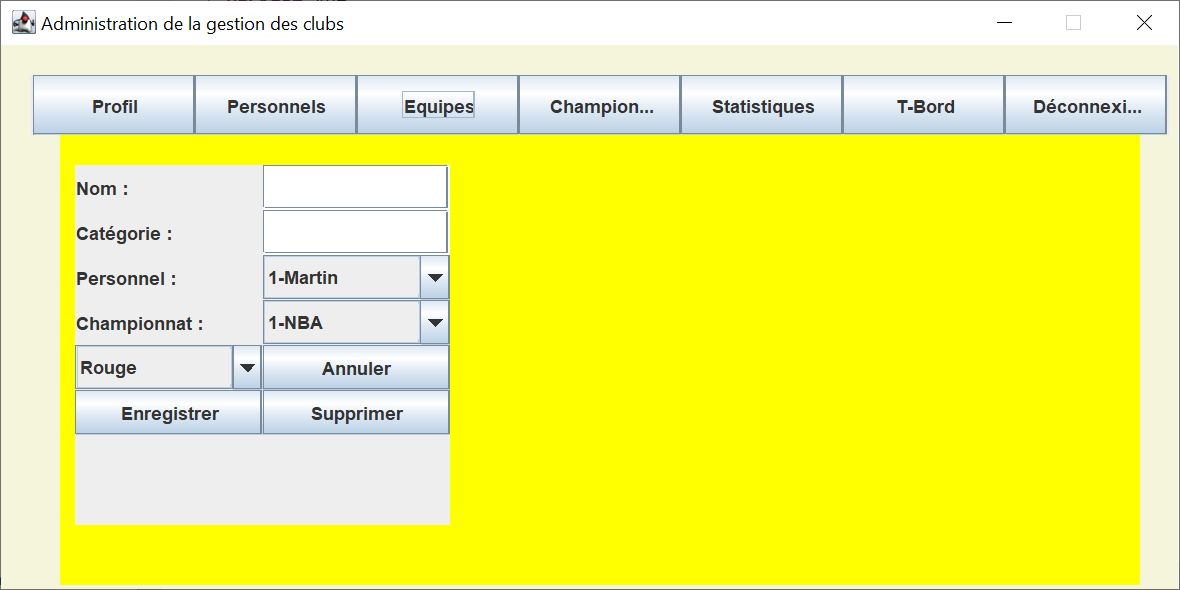 Administration de la gestion des clubs
Profil Personnels Equipes Champion... Statistiques T-Bord Déconnexi...
Nom :
Catégorie :
Personnel : 1-Martin
Championnat : 1-NBA
Rouge Annuler
Enregistrer Supprimer